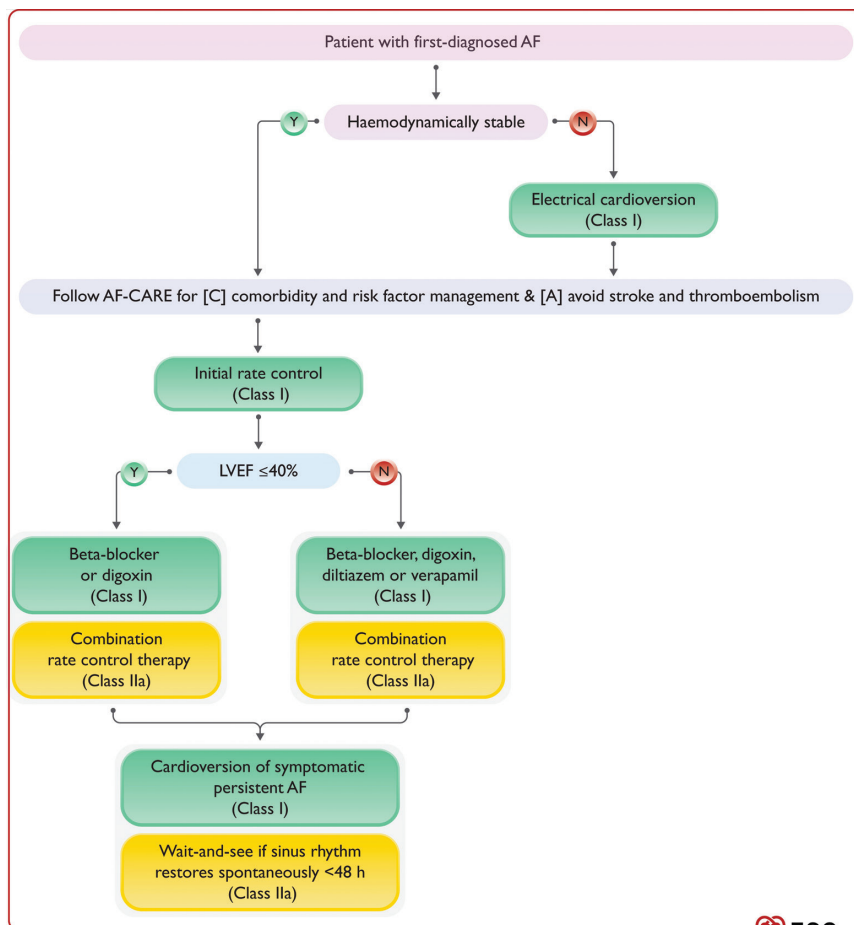 Patient with first-diagnosed AF
Y
Haemodynamically stable
N
Electrical cardioversion
(Class I)
Follow AF-CARE for [C] comorbidity and risk factor management & [A] avoid stroke and thromboembolism
Initial rate control
(Class I)
Y
LVEF ≤40%
N
Beta-blocker
or digoxin
(Class I)
Combination
rate control therapy
(Class IIa)
Beta-blocker, digoxin,
diltiazem or verapamil
(Class I)
Combination
rate control therapy
(Class IIa)
Cardioversion of symptomatic
persistent AF
(Class I)
Wait-and-see if sinus rhythm
restores spontaneously <48 h
(Class IIa)